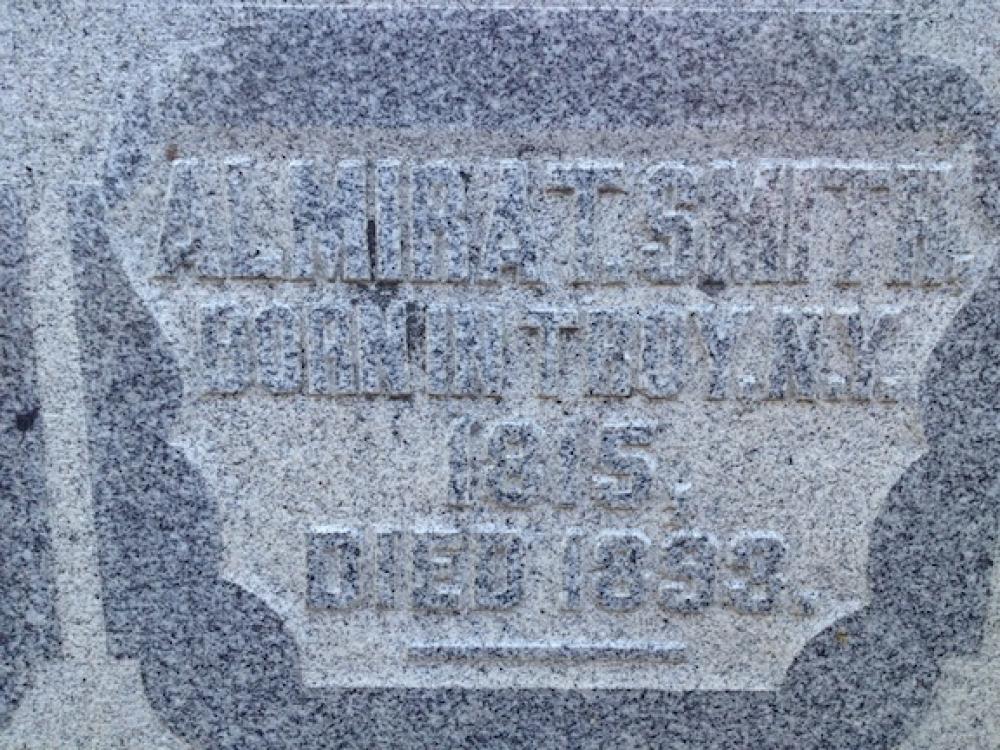 ALMIRA T. SMITH.
BORN IN TROY. N.Y.
1815.
DIED 1893.